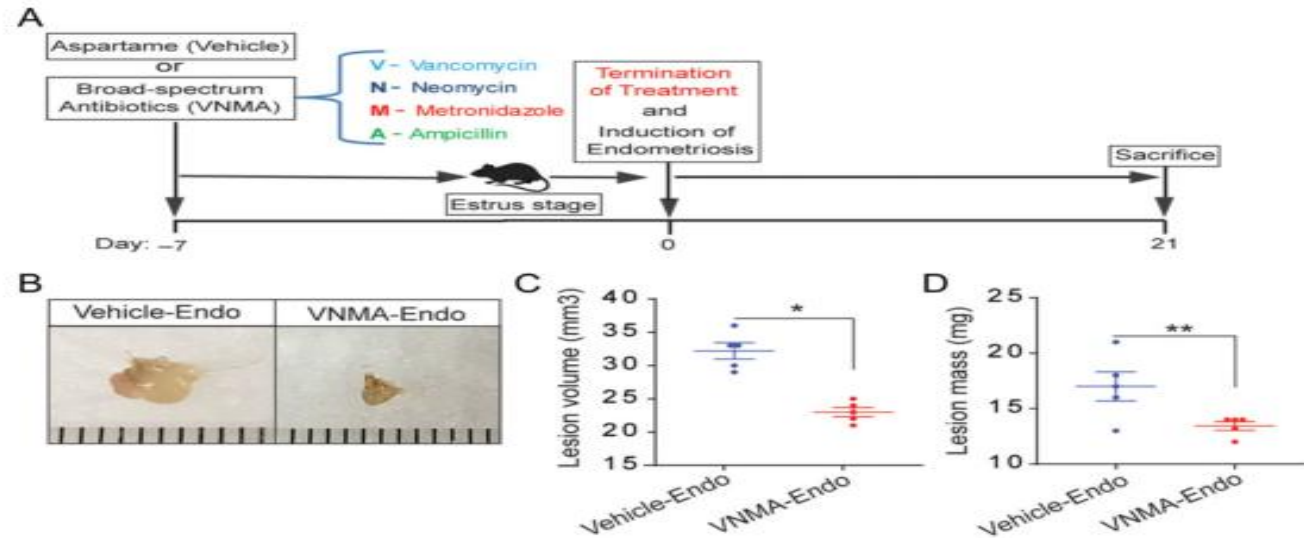 A
Aspartame (Vehicle)
or
Broad-spectrum
Antibiotics (VNMA)
V - Vancomycin
N - Neomycin
M - Metronidazole
A - Ampicillin
Termination
of Treatment
and
Induction of
Endometriosis
Sacrifice
Estrus stage
Day: –7
0
21
B
Vehicle-Endo
VNMA-Endo
C
Lesion volume (mm3)
40
35
30
25
20
15
*
Vehicle-Endo
VNMA-Endo
D
Lesion mass (mg)
25
20
15
10
**
Vehicle-Endo
VNMA-Endo